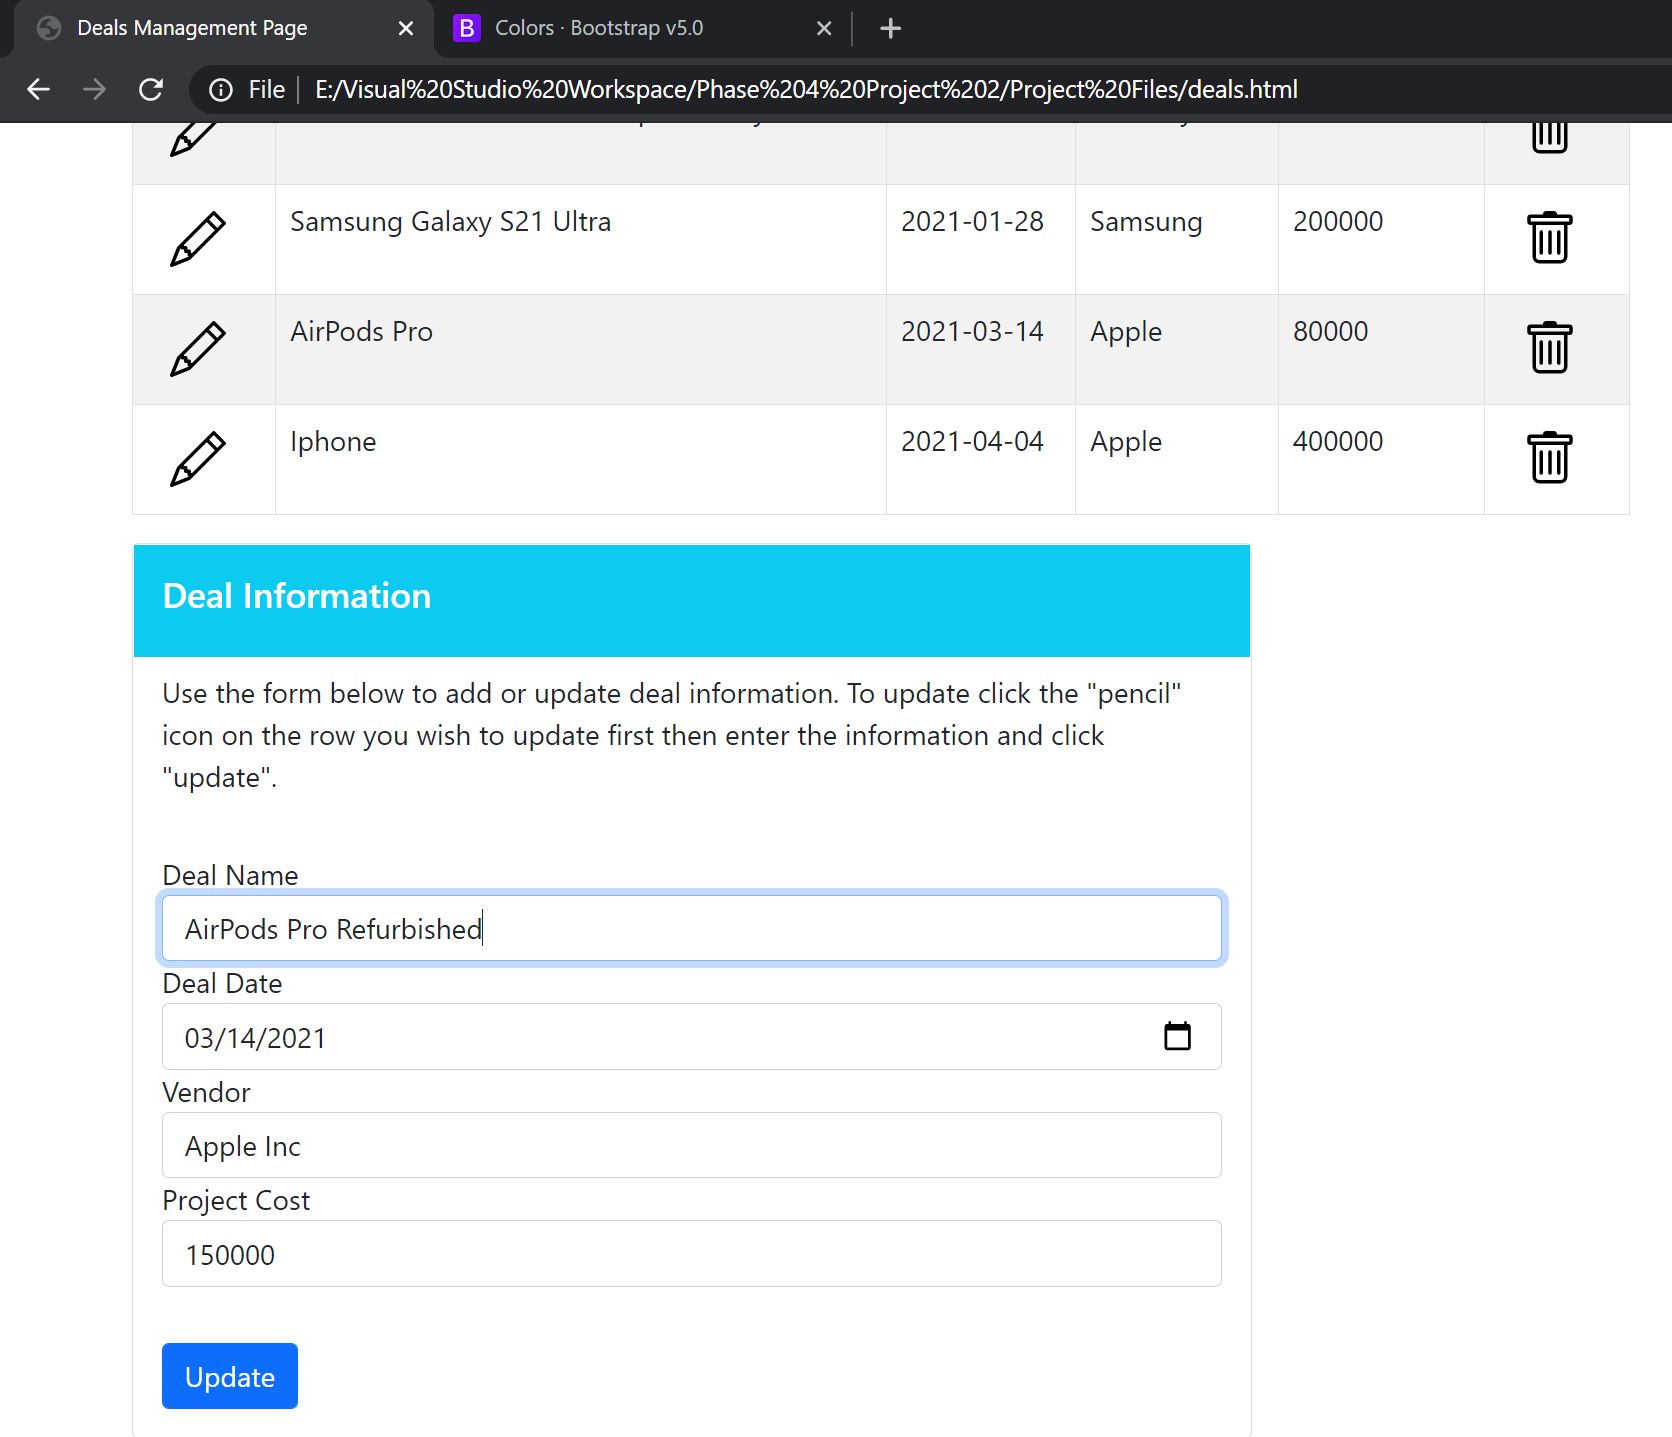 Deals Management Page
B Colors · Bootstrap v5.0
File E:/Visual%20Studio%20Workspace/Phase%204%20Project%202/Project%20Files/deals.html
Samsung Galaxy S21 Ultra 2021-01-28 Samsung 200000
AirPods Pro 2021-03-14 Apple 80000
Iphone 2021-04-04 Apple 400000
Deal Information
Use the form below to add or update deal information. To update click the "pencil"
icon on the row you wish to update first then enter the information and click
"update".
Deal Name
AirPods Pro Refurbished
Deal Date
03/14/2021
Vendor
Apple Inc
Project Cost
150000
Update